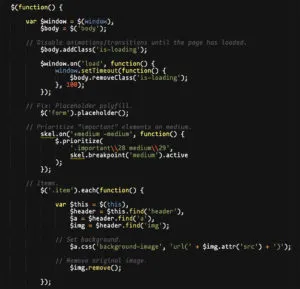 $(function() {
var $window = $(window),
$body = $('body');
// Disable animations/transitions until the page has loaded.
$body.addClass('is-loading');
$window.on('load', function() {
window.setTimeout(function() {
$body.removeClass('is-loading');
}, 100);
});
// Fix: Placeholder polyfill.
$('form').placeholder();
// Prioritize "important" elements on medium.
skel.on('+medium -medium', function() {
$.prioritize(
'.important\\28 medium\\29',
skel.breakpoint('medium').active
);
});
// Items.
$('.item').each(function() {
var $this = $(this),
$header = $this.find('header'),
$a = $header.find('a'),
$img = $header.find('img');
// Set background.
$a.css('background-image', 'url(' + $img.attr('src') + ')');
// Remove original image.
$img.remove();
});